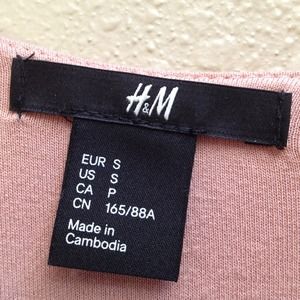 H&M
EUR S
US S
CA P
CN 165/88A
Made in
Cambodia